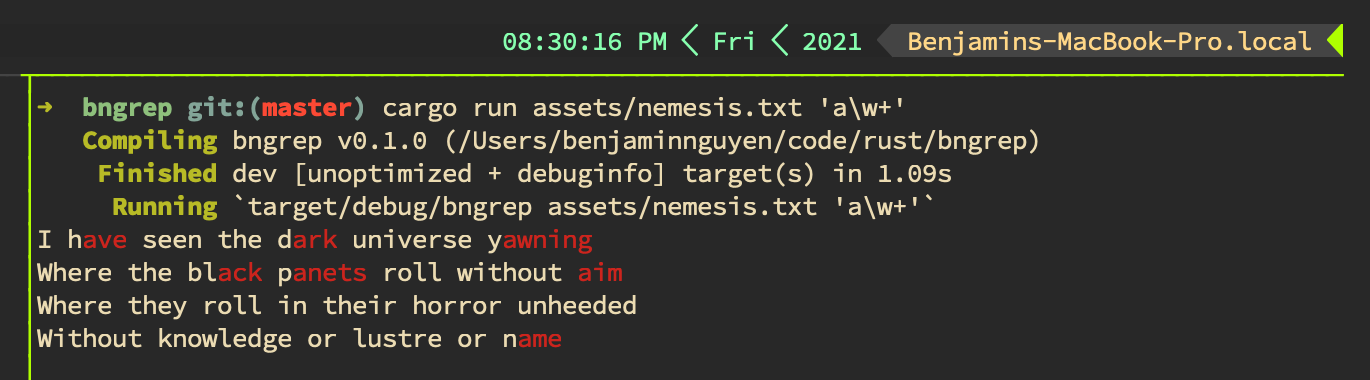 08:30:16 PM Fri 2021 Benjamins-MacBook-Pro.local
→ bngrep git:(master) cargo run assets/nemesis.txt 'a\w+'
Compiling bngrep v0.1.0 (/Users/benjaminnguyen/code/rust/bngrep)
Finished dev [unoptimized + debuginfo] target(s) in 1.09s
Running `target/debug/bngrep assets/nemesis.txt 'a\w+'`
I have seen the dark universe yawning
Where the black panets roll without aim
Where they roll in their horror unheeded
Without knowledge or lustre or name